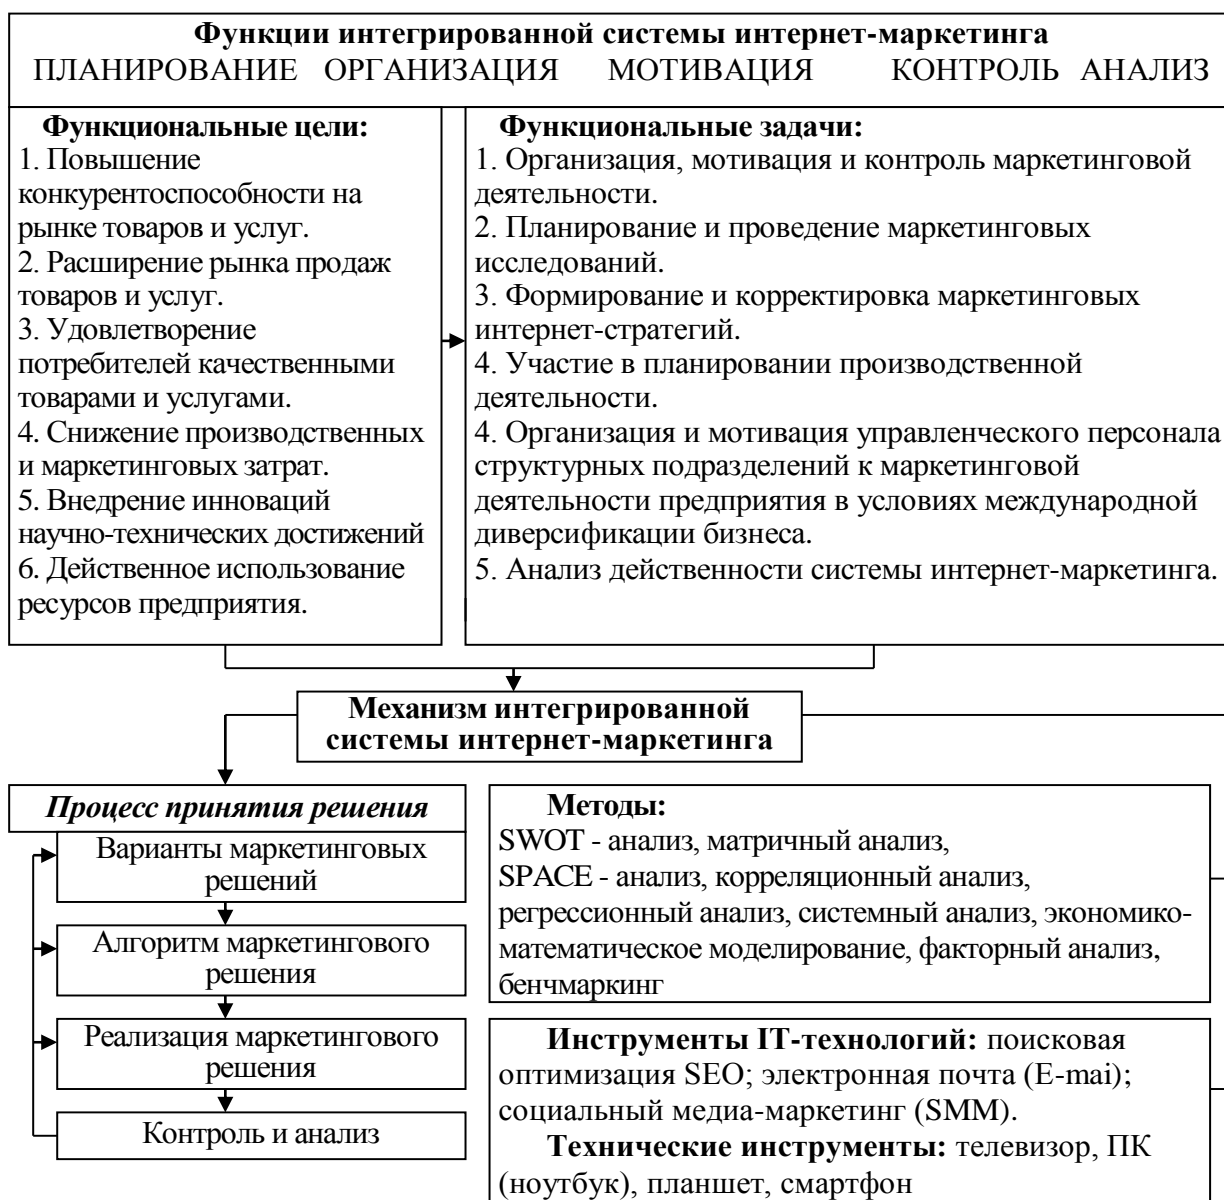 Функции интегрированной системы интернет-маркетинга
ПЛАНИРОВАНИЕ ОРГАНИЗАЦИЯ МОТИВАЦИЯ КОНТРОЛЬ АНАЛИЗ
Функциональные цели:
1. Повышение
конкурентоспособности на
рынке товаров и услуг.
2. Расширение рынка продаж
товаров и услуг.
3. Удовлетворение
потребителей качественными
товарами и услугами.
4. Снижение производственных
и маркетинговых затрат.
5. Внедрение инноваций
научно-технических достижений
6. Действенное использование
ресурсов предприятия.
Функциональные задачи:
1. Организация, мотивация и контроль маркетинговой
деятельности.
2. Планирование и проведение маркетинговых
исследований.
3. Формирование и корректировка маркетинговых
интернет-стратегий.
4. Участие в планировании производственной
деятельности.
4. Организация и мотивация управленческого персонала
структурных подразделений к маркетинговой
деятельности предприятия в условиях международной
диверсификации бизнеса.
5. Анализ действенности системы интернет-маркетинга.
Механизм интегрированной
системы интернет-маркетинга
Процесс принятия решения
Варианты маркетинговых
решений
Алгоритм маркетингового
решения
Реализация маркетингового
решения
Контроль и анализ
Методы:
SWOT - анализ, матричный анализ,
SPACE - анализ, корреляционный анализ,
регрессионный анализ, системный анализ, экономико-
математическое моделирование, факторный анализ,
бенчмаркинг
Инструменты IT-технологий: поисковая
оптимизация SEO; электронная почта (E-mai);
социальный медиа-маркетинг (SMM).
Технические инструменты: телевизор, ПК
(ноутбук), планшет, смартфон